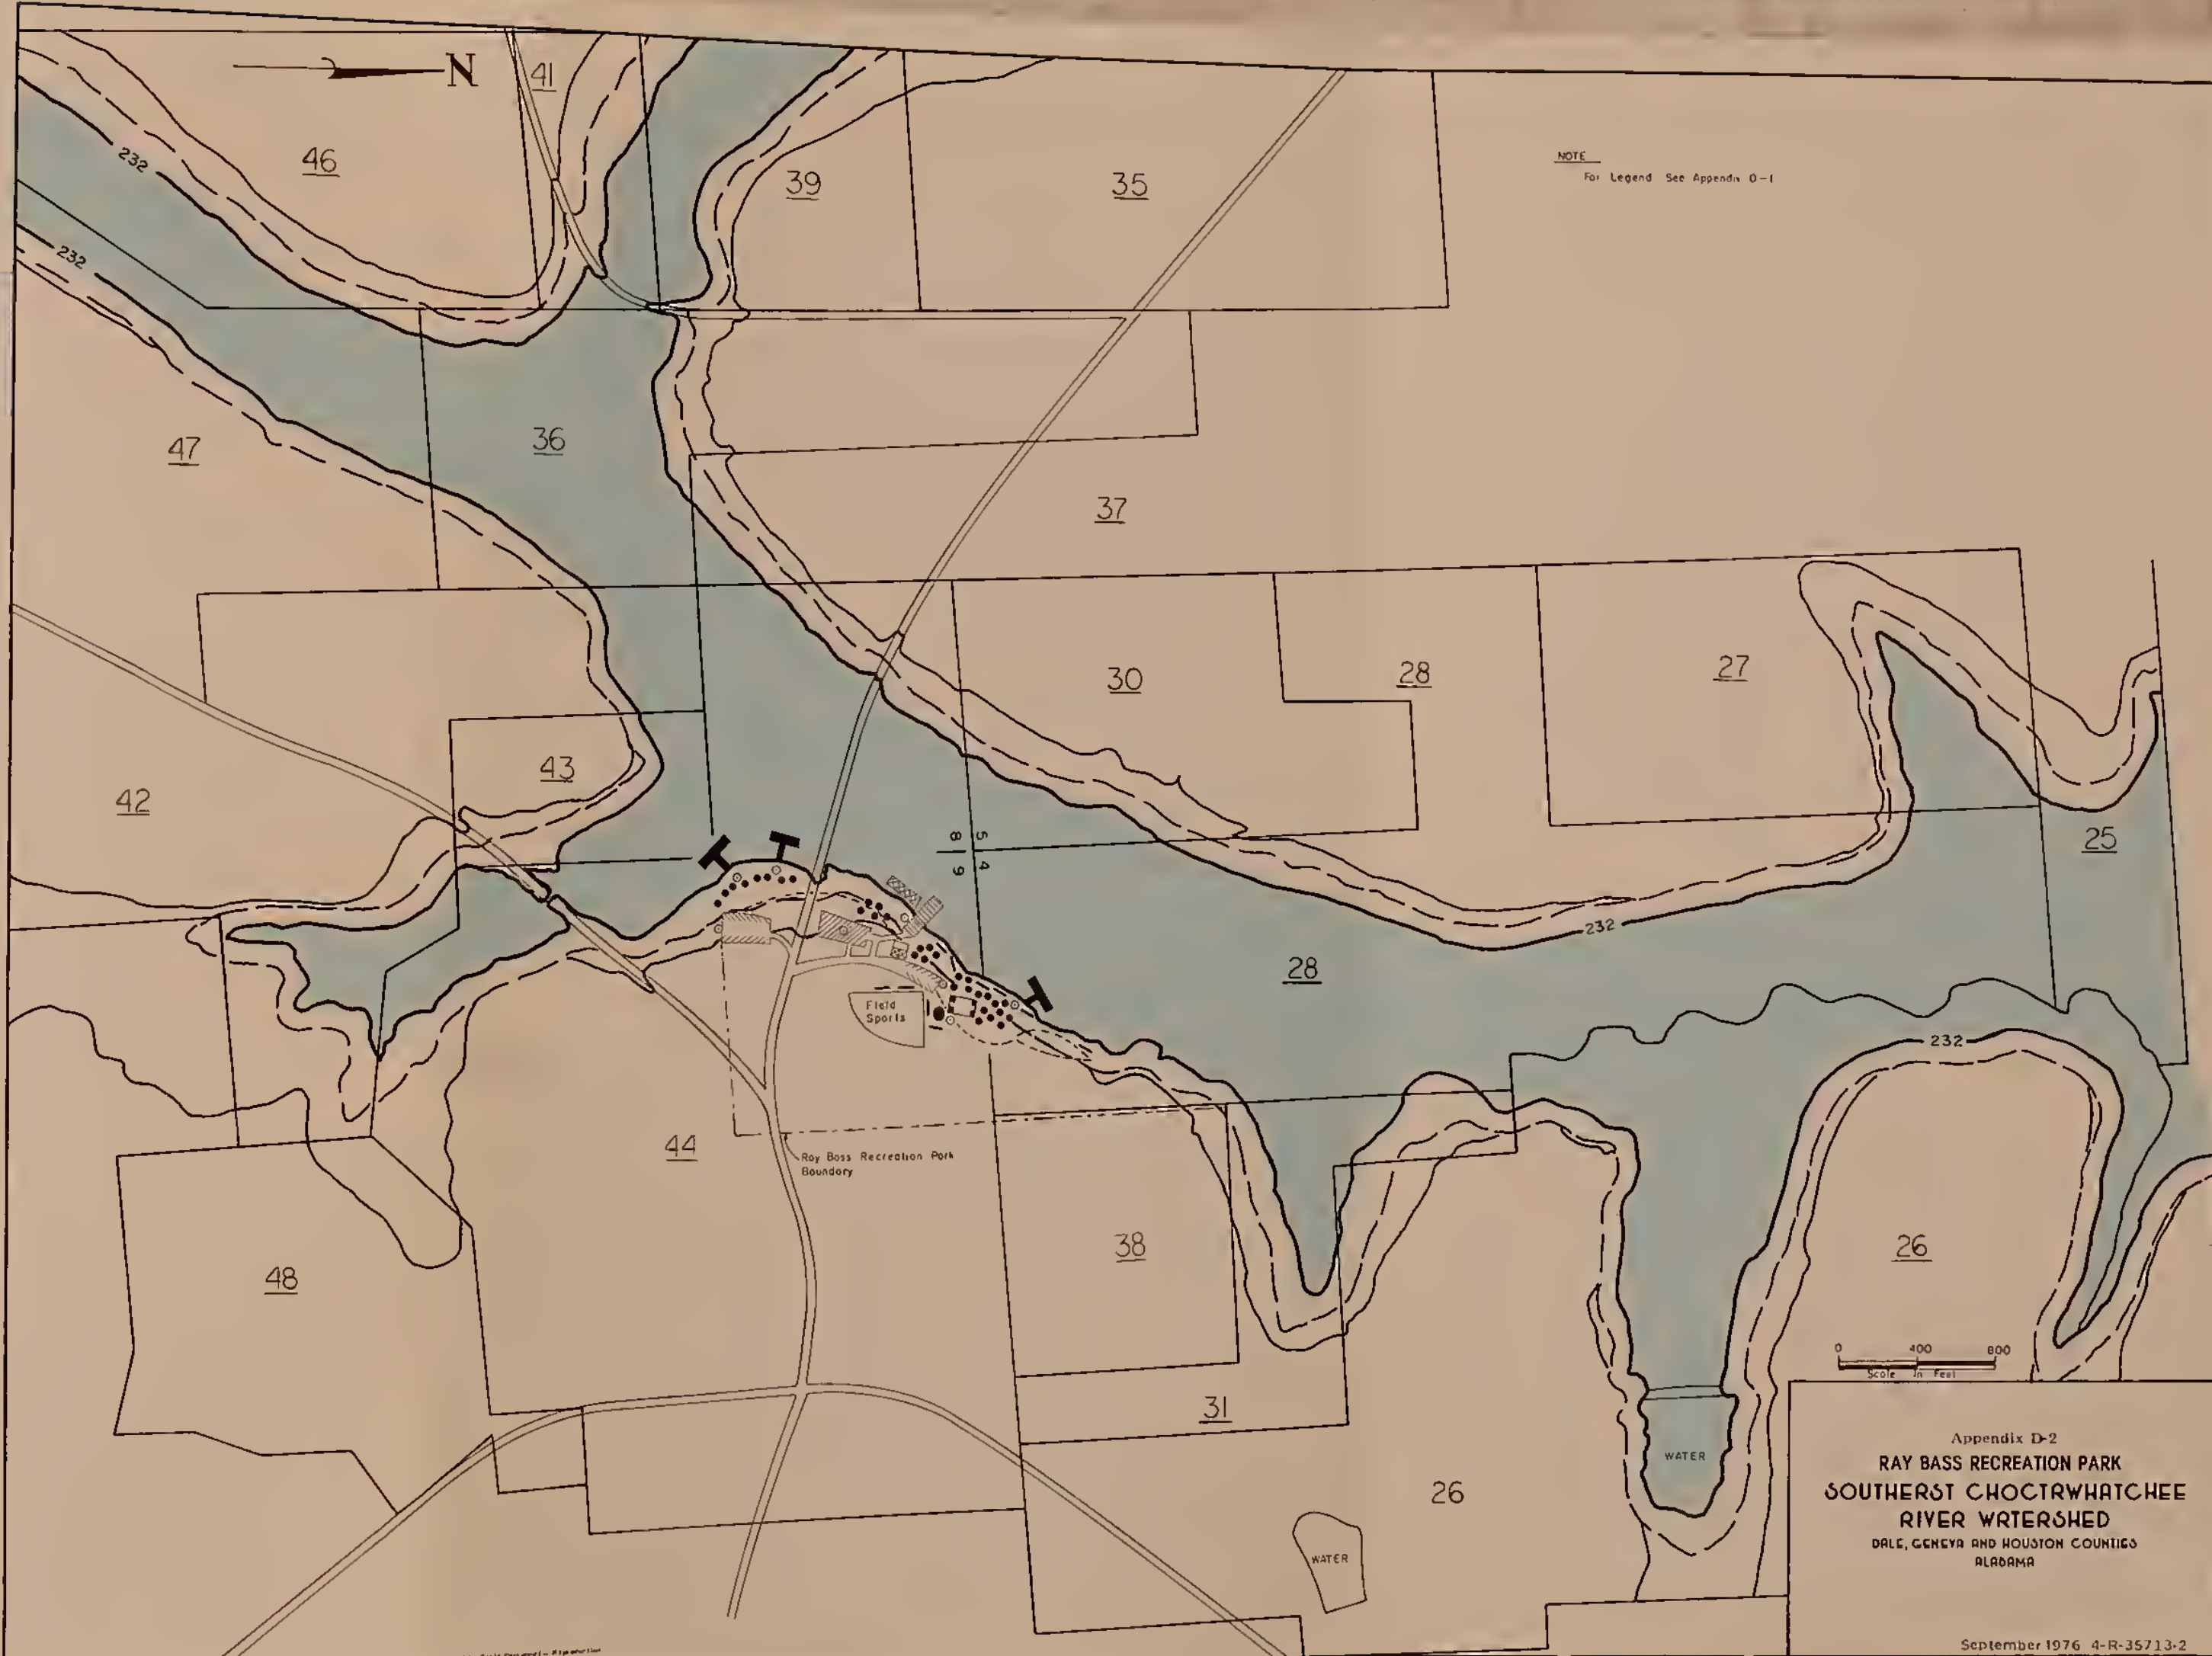 N
41
46
39
35
NOTE
For Legend See Appendix D-1
232
232
47
36
37
30
28
27
43
42
8
5
9
4
25
232
28
Field
Sports
232
44
Ray Bass Recreation Park
Boundary
38
26
48
0 400 800
Scale In Feet
31
WATER
26
WATER
Appendix D-2
RAY BASS RECREATION PARK
SOUTHERST CHOCTRWHATCHEE
RIVER WRTERSHED
DALE, GENEVA AND HOUSTON COUNTIES
ALABAMA
September 1976 4-R-35713-2